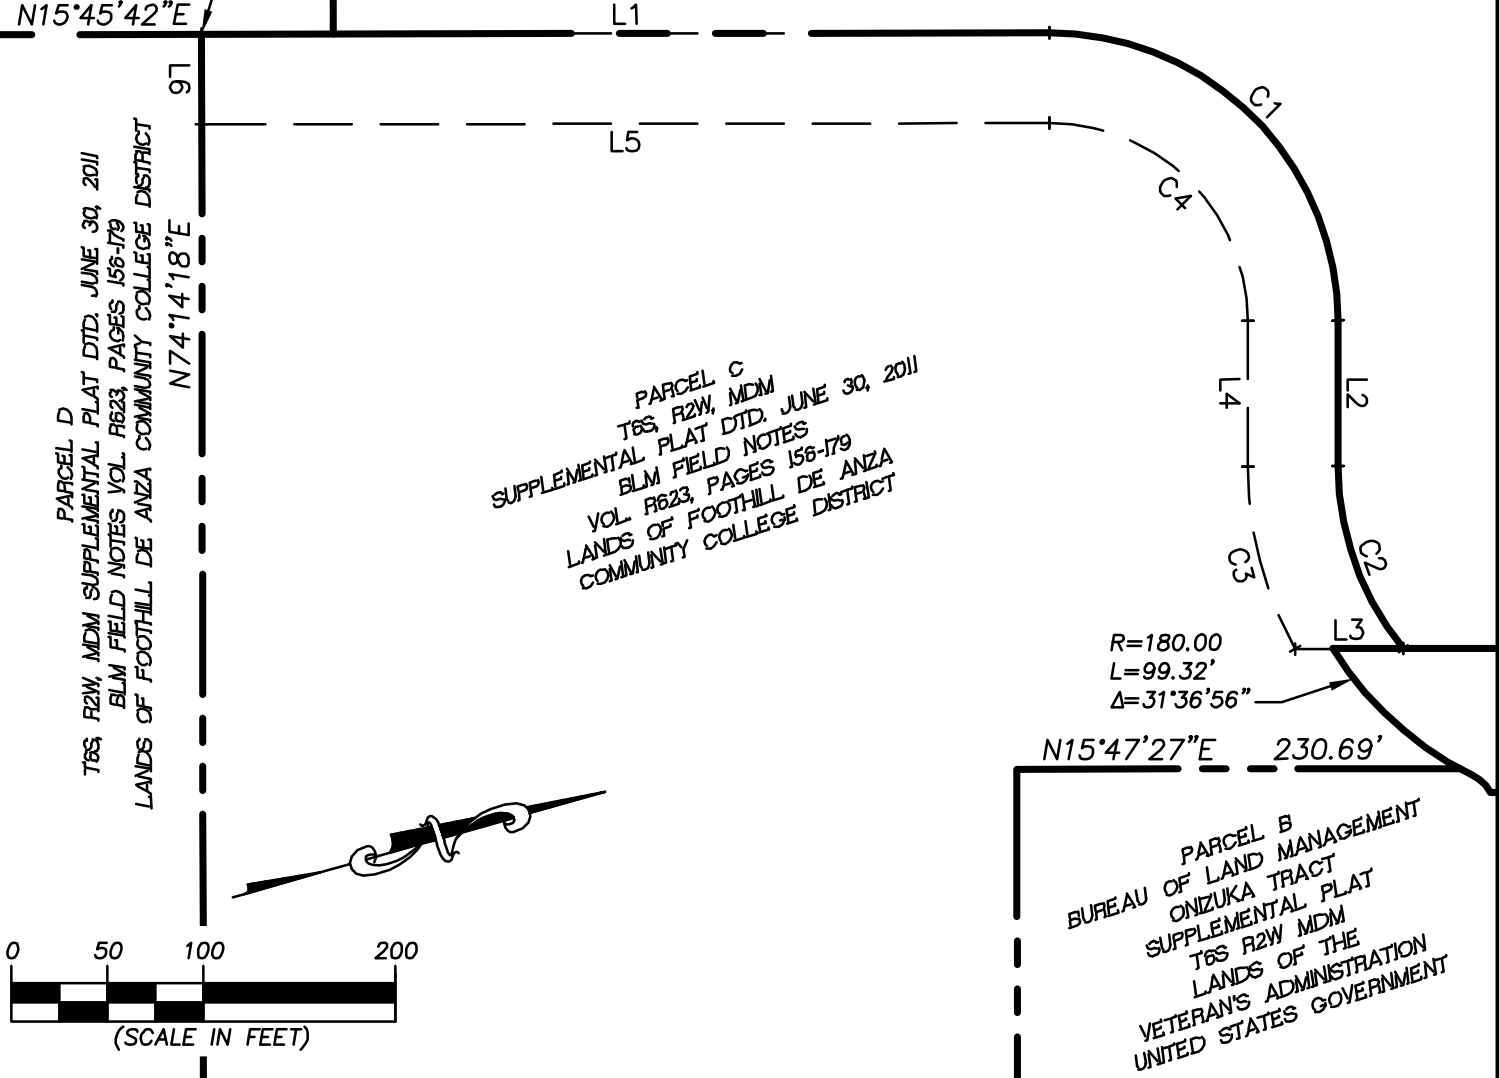 N15°45'42"E
L1
L6
L5
C1
C4
L4
L2
C3
C2
L3
PARCEL D
T6S, R2W, MDM SUPPLEMENTAL PLAT DTD. JUNE 30, 2011
BLM FIELD NOTES VOL. R623, PAGES 156-179
LANDS OF FOOTHILL DE ANZA COMMUNITY COLLEGE DISTRICT
N74°14'18"E
PARCEL C
T6S, R2W, MDM
SUPPLEMENTAL PLAT DTD. JUNE 30, 2011
BLM FIELD NOTES
VOL. R623, PAGES 156-179
LANDS OF FOOTHILL DE ANZA
COMMUNITY COLLEGE DISTRICT
R=180.00
L=99.32'
Δ=31°36'56"
N15°47'27"E 230.69'
PARCEL B
BUREAU OF LAND MANAGEMENT
ONIZUKA TRACT
SUPPLEMENTAL PLAT
T6S R2W MDM
LANDS OF THE
VETERAN'S ADMINISTRATION
UNITED STATES GOVERNMENT
N
0 50 100 200
(SCALE IN FEET)